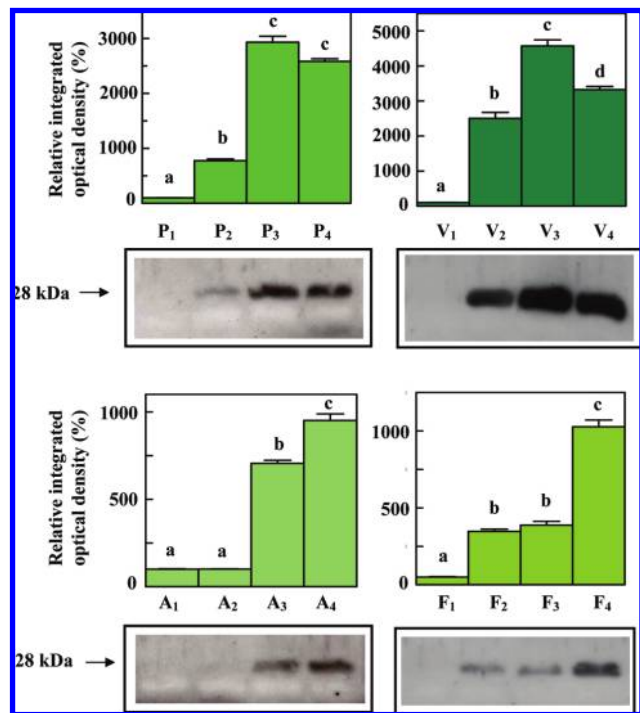 Relative integrated
optical density (%)
3000
2000
1000
0
a
b
c
c
P₁ P₂ P₃ P₄
5000
4000
3000
2000
1000
0
a
b
c
d
V₁ V₂ V₃ V₄
28 kDa
Relative integrated
optical density (%)
1000
500
0
a
a
b
c
A₁ A₂ A₃ A₄
1000
500
0
a
b
b
c
F₁ F₂ F₃ F₄
28 kDa